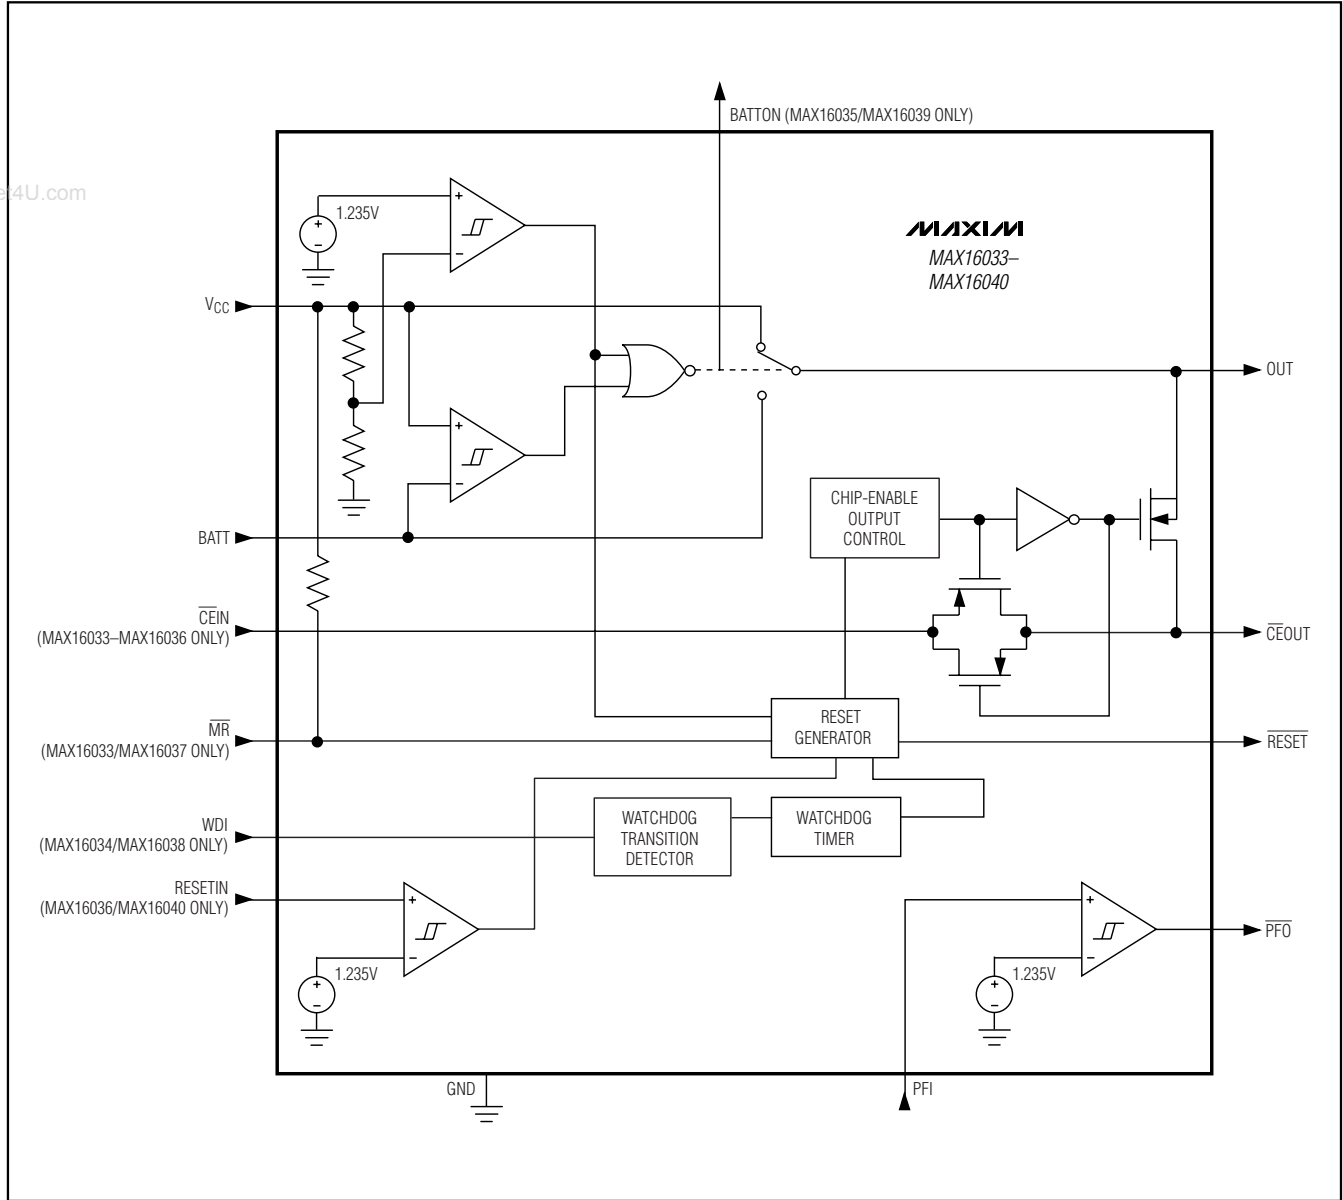 BATTON (MAX16035/MAX16039 ONLY)
et4U.com
+
1.235V
+
−
−
MAXIM
MAX16033–
MAX16040
VCC
OUT
+
−
CHIP-ENABLE
OUTPUT
CONTROL
BATT
CEIN
(MAX16033–MAX16036 ONLY)
CEOUT
RESET
GENERATOR
MR
(MAX16033/MAX16037 ONLY)
RESET
WDI
(MAX16034/MAX16038 ONLY)
WATCHDOG
TRANSITION
DETECTOR
WATCHDOG
TIMER
RESETIN
(MAX16036/MAX16040 ONLY)
+
−
1.235V
+
−
+
−
PFO
1.235V
+
−
GND
PFI